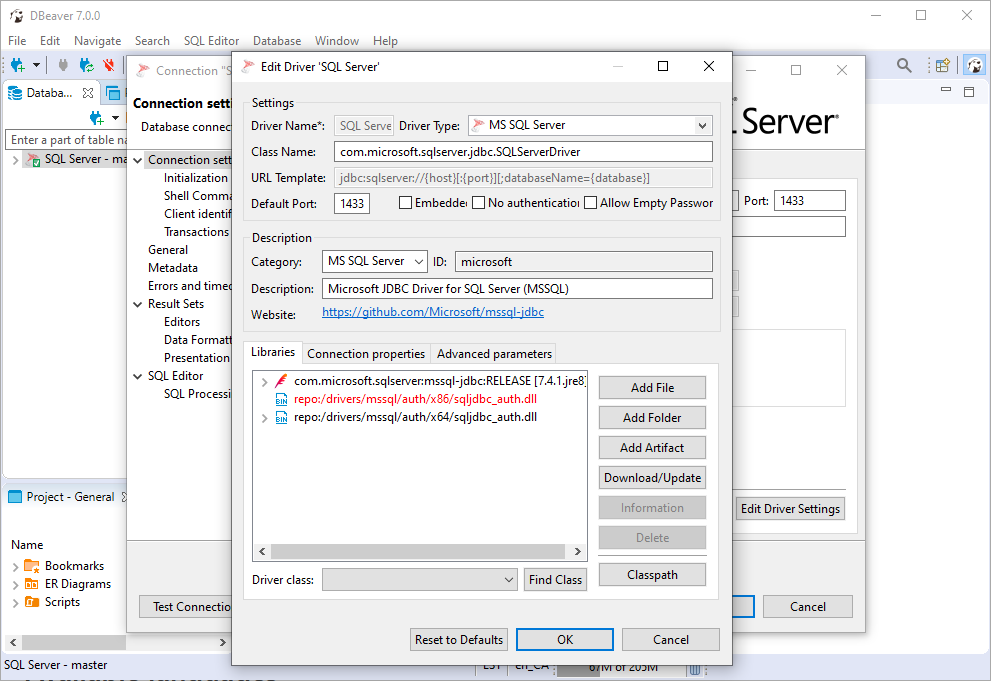 DBeaver 7.0.0
File Edit Navigate Search SQL Editor Database Window Help
Databa...
Enter a part of table na
SQL Server - ma
Project - General
Name
Bookmarks
ER Diagrams
Scripts
SQL Server - master
Connection "S
Connection setti
Database connec
Connection sett
Initialization
Shell Comma
Client identif
Transactions
General
Metadata
Errors and timeo
Result Sets
Editors
Data Formatt
Presentation
SQL Editor
SQL Processi
Test Connectio
Server
Port: 1433
Edit Driver Settings
Cancel
Edit Driver 'SQL Server'
Settings
Driver Name*: SQL Serve Driver Type: MS SQL Server
Class Name: com.microsoft.sqlserver.jdbc.SQLServerDriver
URL Template: jdbc:sqlserver://{host}[:{port}][;databaseName={database}]
Default Port: 1433 Embedde No authentication Allow Empty Passwor
Description
Category: MS SQL Server ID: microsoft
Description: Microsoft JDBC Driver for SQL Server (MSSQL)
Website: https://github.com/Microsoft/mssql-jdbc
Libraries Connection properties Advanced parameters
com.microsoft.sqlserver:mssql-jdbc:RELEASE [7.4.1.jre8]
BIN repo:/drivers/mssql/auth/x86/sqljdbc_auth.dll
BIN repo:/drivers/mssql/auth/x64/sqljdbc_auth.dll
Add File
Add Folder
Add Artifact
Download/Update
Information
Delete
Classpath
Driver class: Find Class
Reset to Defaults OK Cancel
EST en_CA 67M of 205M